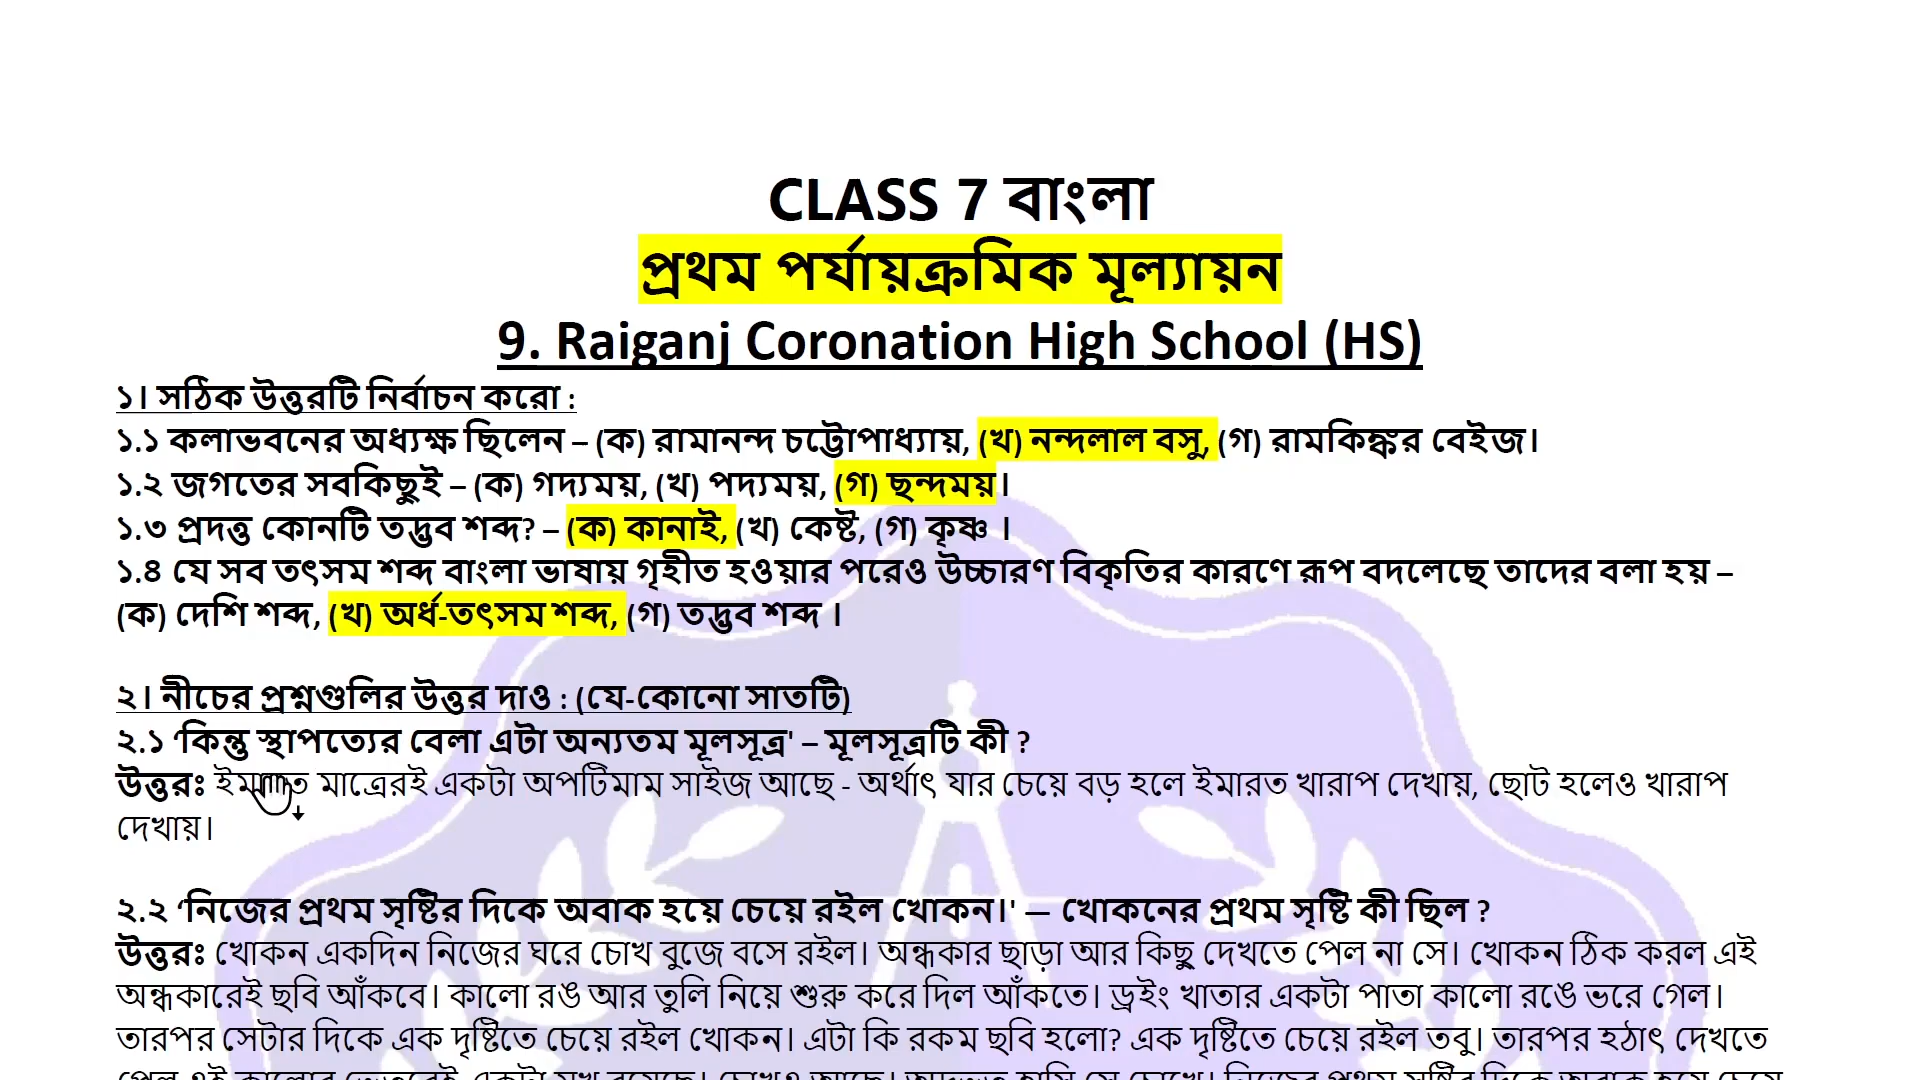 CLASS 7 বাংলা
প্রথম পর্যায়ক্রমিক মূল্যায়ন
9. Raiganj Coronation High School (HS)
১। সঠিক উত্তরটি নির্বাচন করো :
১.১ কলাভবনের অধ্যক্ষ ছিলেন – (ক) রামানন্দ চট্টোপাধ্যায়, (খ) নন্দলাল বসু, (গ) রামকিঙ্কর বেইজ।
১.২ জগতের সবকিছুই – (ক) গদ্যময়, (খ) পদ্যময়, (গ) ছন্দময়।
১.৩ প্রদত্ত কোনটি তদ্ভব শব্দ? – (ক) কানাই, (খ) কেষ্ট, (গ) কৃষ্ণ ।
১.৪ যে সব তৎসম শব্দ বাংলা ভাষায় গৃহীত হওয়ার পরেও উচ্চারণ বিকৃতির কারণে রূপ বদলেছে তাদের বলা হয় –
(ক) দেশি শব্দ, (খ) অর্ধ-তৎসম শব্দ, (গ) তদ্ভব শব্দ ।
২। নীচের প্রশ্নগুলির উত্তর দাও : (যে-কোনো সাতটি)
২.১ ‘কিন্তু স্থাপত্যের বেলা এটা অন্যতম মূলসূত্র' – মূলসূত্রটি কী ?
উত্তরঃ ইমারত মাত্রেরই একটা অপটিমাম সাইজ আছে - অর্থাৎ যার চেয়ে বড় হলে ইমারত খারাপ দেখায়, ছোট হলেও খারাপ
দেখায়।
২.২ ‘নিজের প্রথম সৃষ্টির দিকে অবাক হয়ে চেয়ে রইল খোকন।' — খোকনের প্রথম সৃষ্টি কী ছিল ?
উত্তরঃ খোকন একদিন নিজের ঘরে চোখ বুজে বসে রইল। অন্ধকার ছাড়া আর কিছু দেখতে পেল না সে। খোকন ঠিক করল এই
অন্ধকারেই ছবি আঁকবে। কালো রঙ আর তুলি নিয়ে শুরু করে দিল আঁকতে। ড্রইং খাতার একটা পাতা কালো রঙে ভরে গেল।
তারপর সেটার দিকে এক দৃষ্টিতে চেয়ে রইল খোকন। এটা কি রকম ছবি হলো? এক দৃষ্টিতে চেয়ে রইল তবু। তারপর হঠাৎ দেখতে